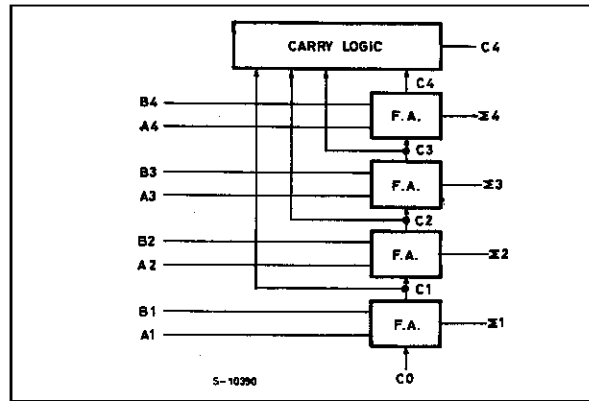 CARRY LOGIC
C4
C4
B4
A4
F.A.
Σ4
C3
B3
A3
F.A.
Σ3
C2
B2
A2
F.A.
Σ2
C1
B1
A1
F.A.
Σ1
C0
S-10390